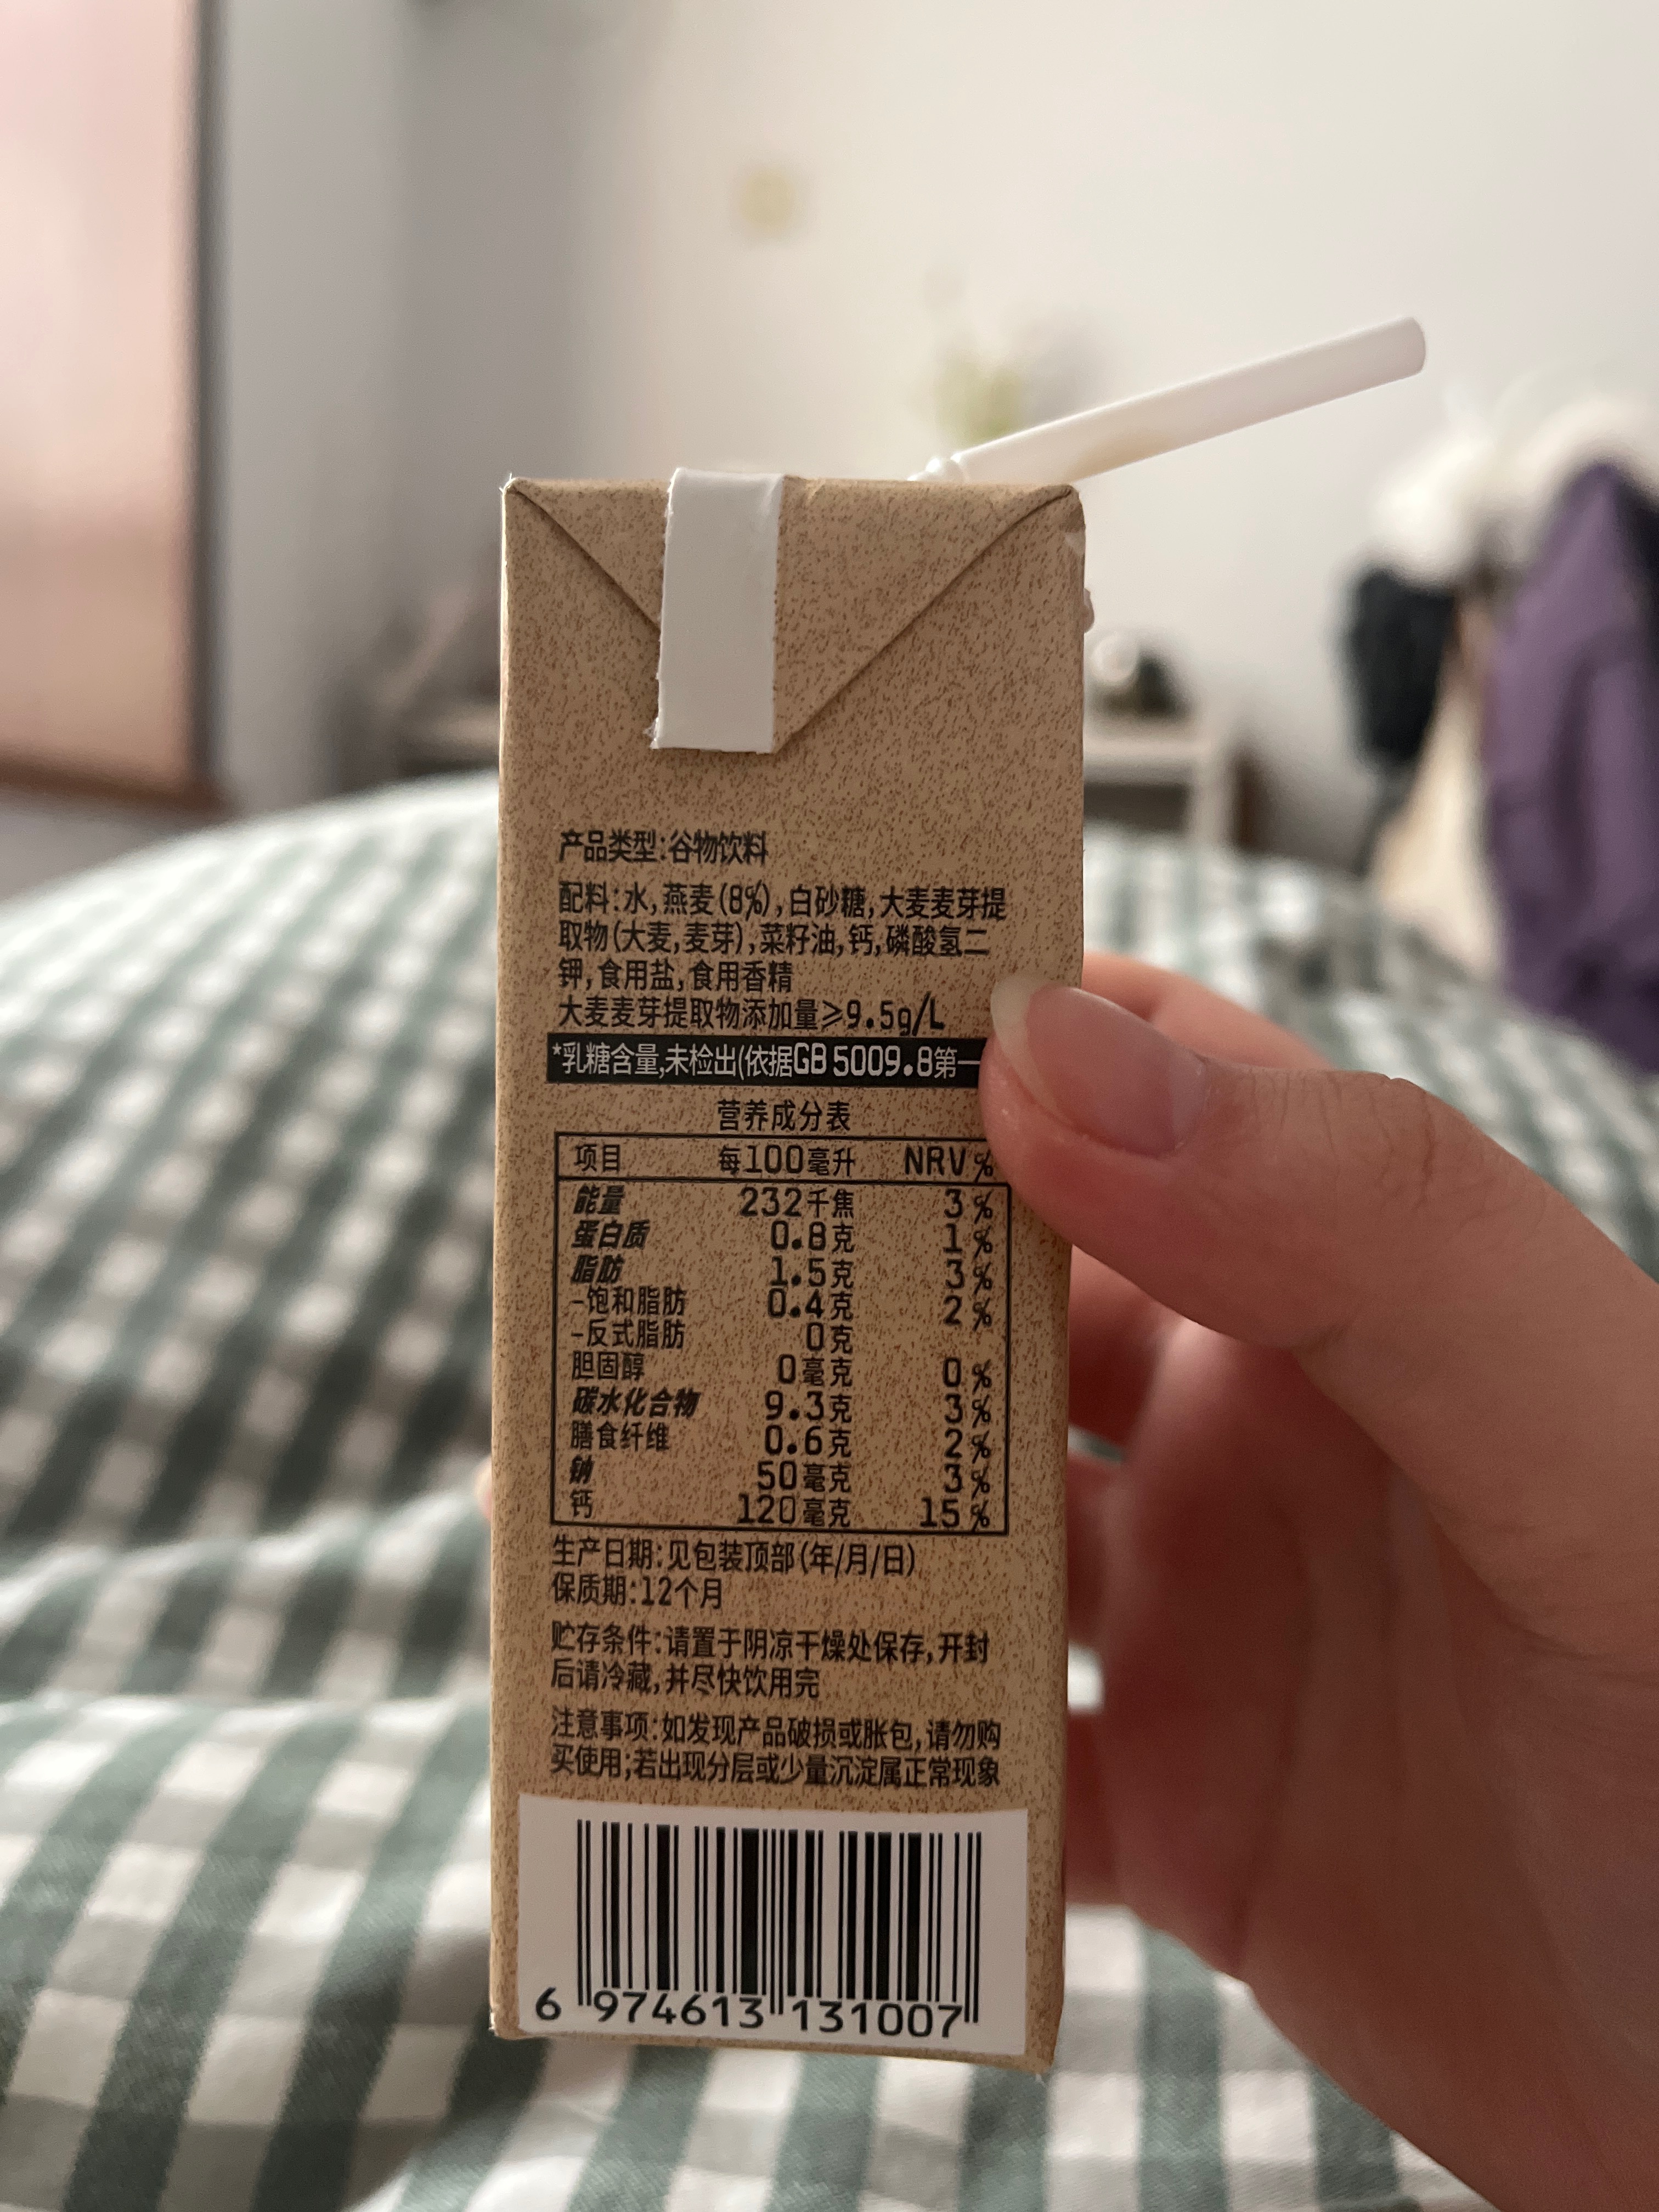 产品类型:谷物饮料
配料:水,燕麦(8%),白砂糖,大麦麦芽提
取物(大麦,麦芽),菜籽油,钙,磷酸氢二
钾,食用盐,食用香精
大麦麦芽提取物添加量≥9.5g/L
*乳糖含量,未检出(依据GB 5009.8第一
营养成分表
项目 每100毫升 NRV%
能量 232千焦 3%
蛋白质 0.8克 1%
脂肪 1.5克 3%
-饱和脂肪 0.4克 2%
-反式脂肪 0克
胆固醇 0毫克 0%
碳水化合物 9.3克 3%
膳食纤维 0.6克 2%
钠 50毫克 3%
钙 120毫克 15%
生产日期:见包装顶部(年/月/日)
保质期:12个月
贮存条件:请置于阴凉干燥处保存,开封
后请冷藏,并尽快饮用完
注意事项:如发现产品破损或胀包,请勿购
买使用;若出现分层或少量沉淀属正常现象
6 974613 131007